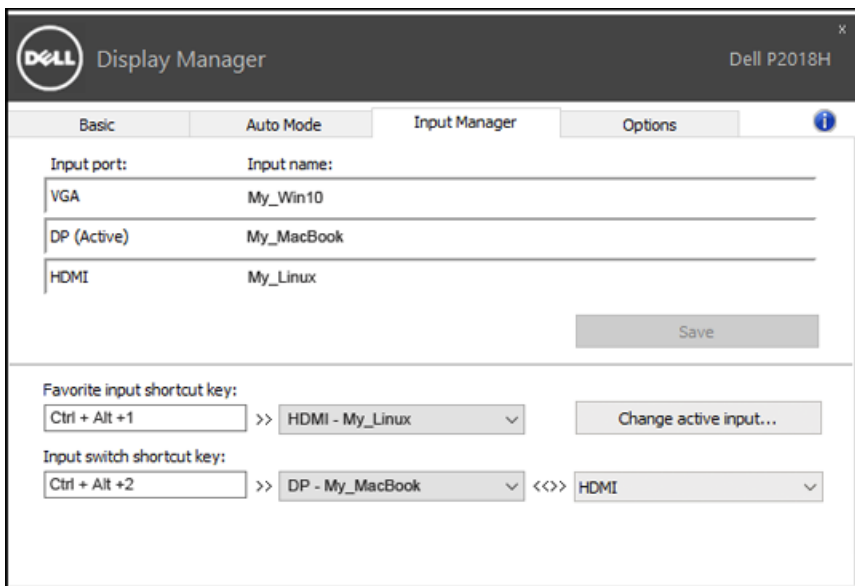 x
DELL Display Manager Dell P2018H
Basic Auto Mode Input Manager Options i
Input port: Input name:
VGA My_Win10
DP (Active) My_MacBook
HDMI My_Linux
Save
Favorite input shortcut key:
Ctrl + Alt +1 >> HDMI - My_Linux Change active input...
Input switch shortcut key:
Ctrl + Alt +2 >> DP - My_MacBook <<>> HDMI